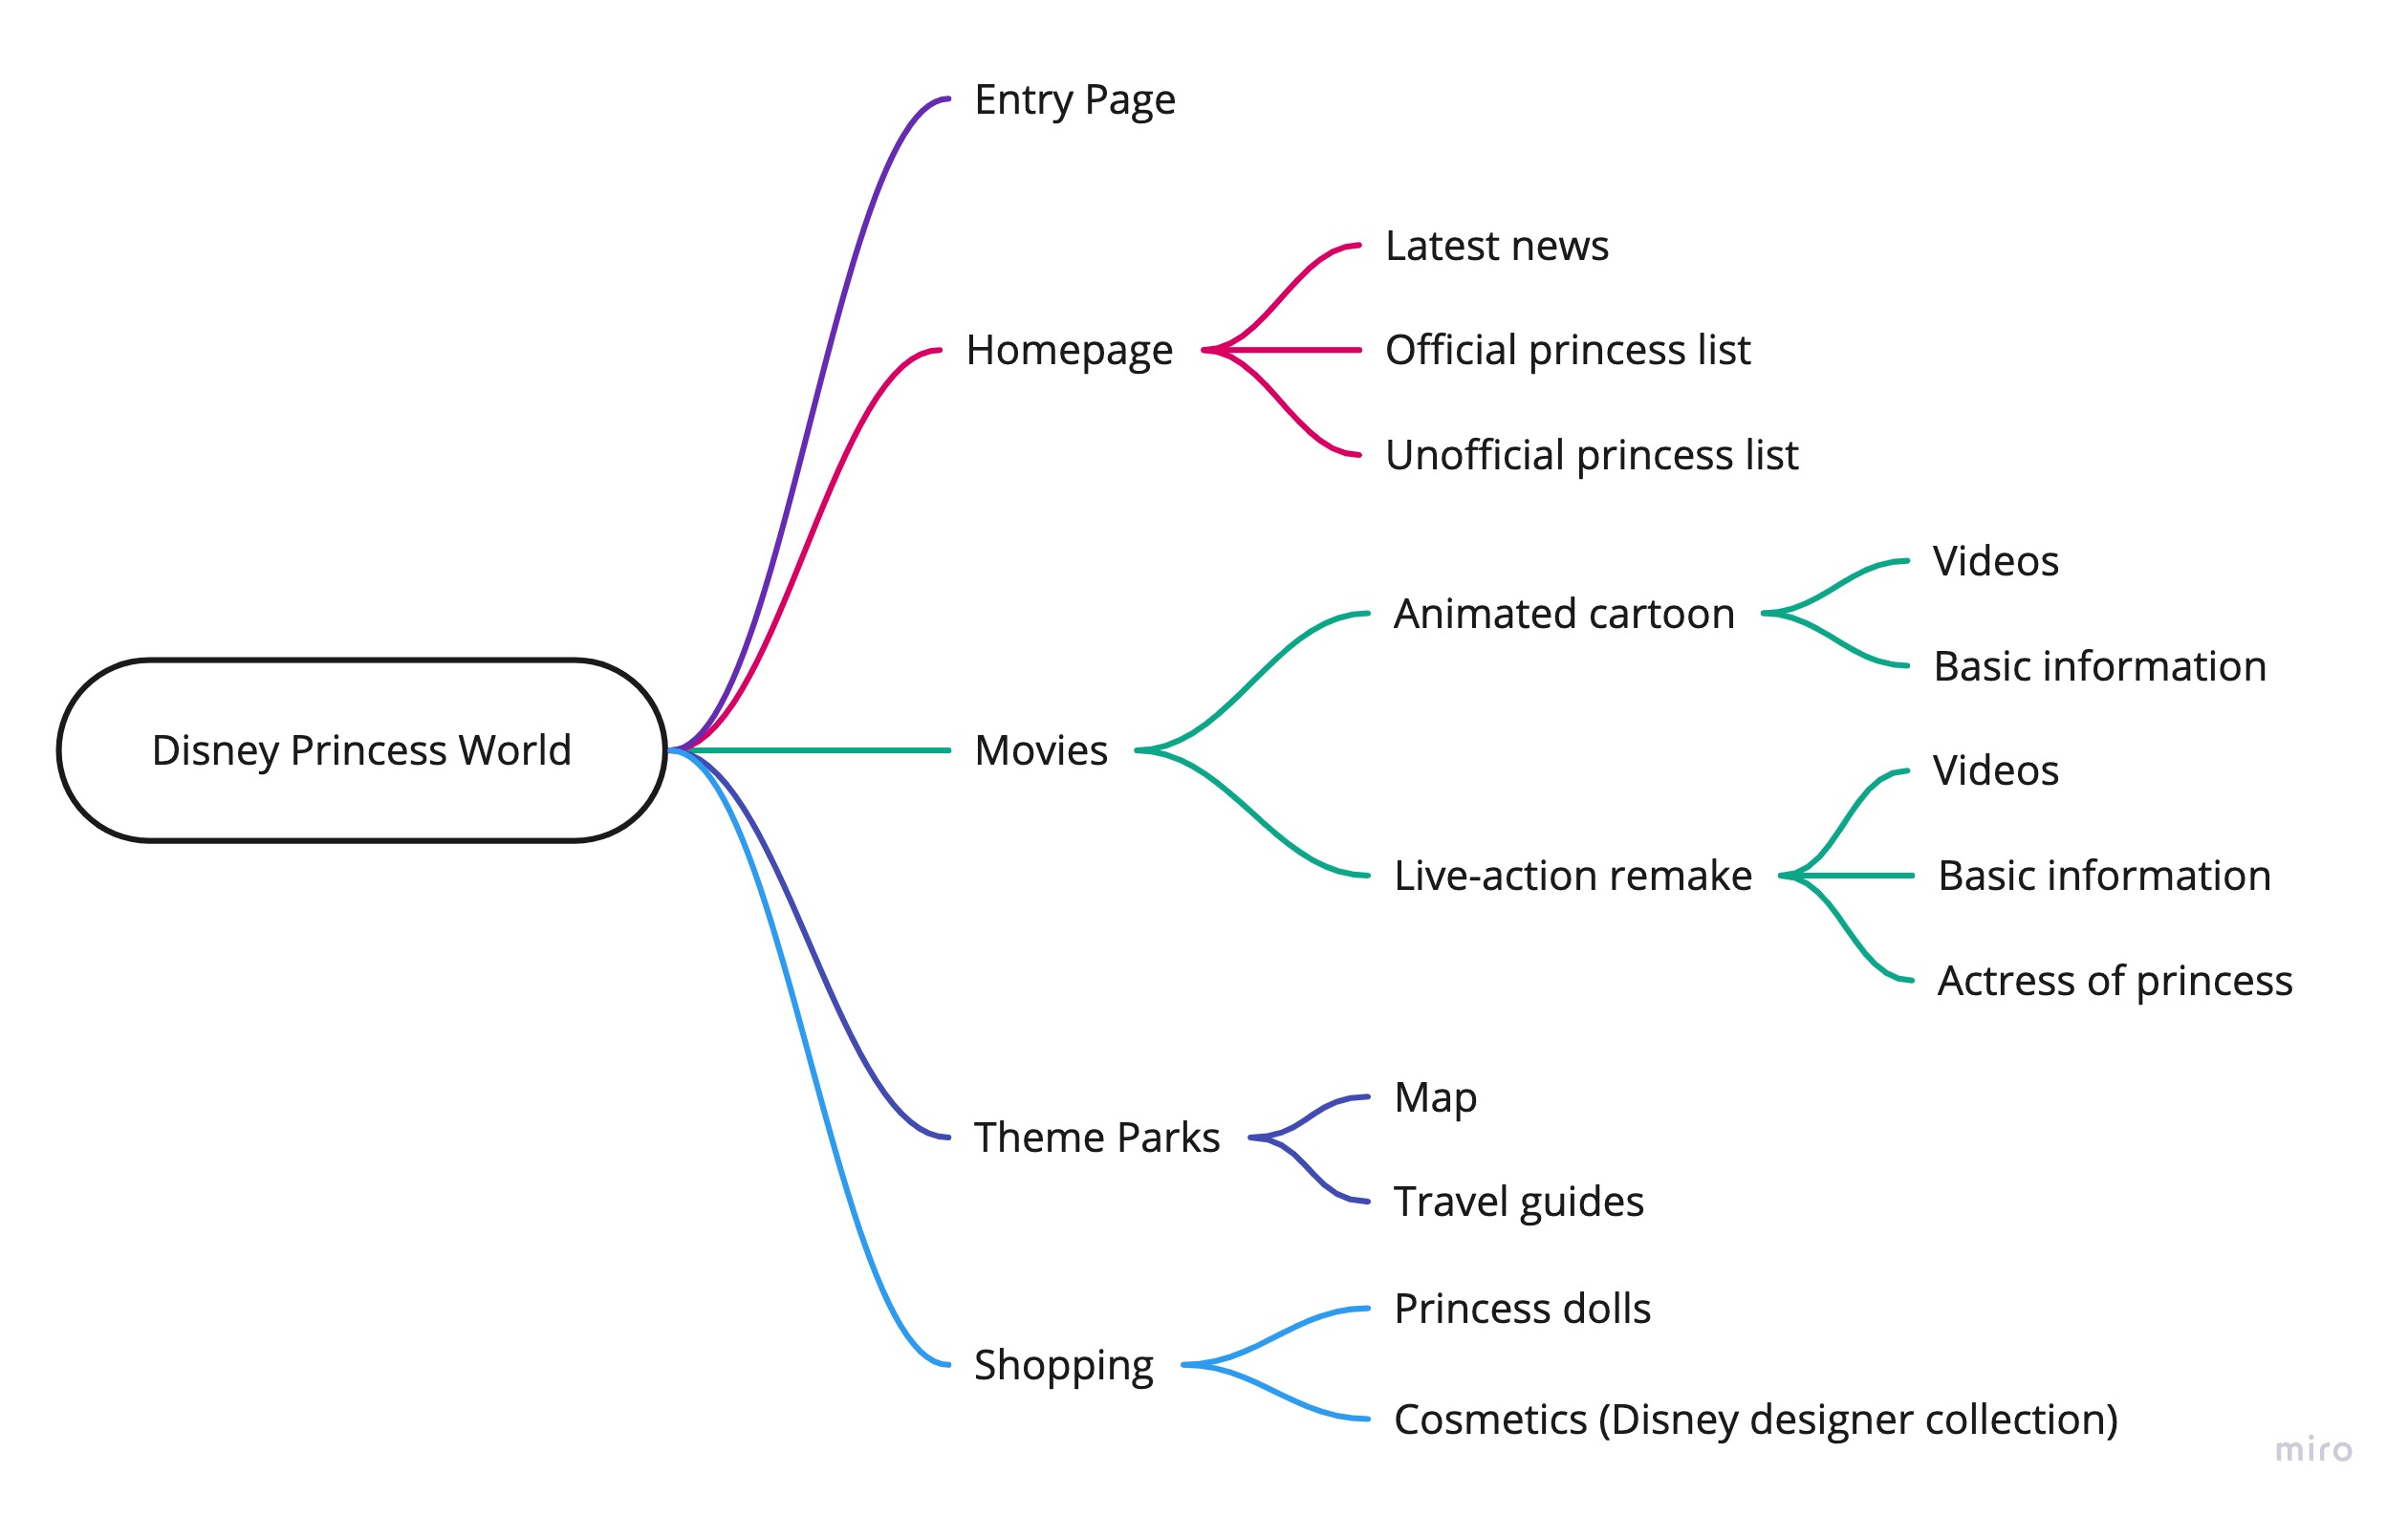 Disney Princess World
Entry Page
Homepage
Latest news
Official princess list
Unofficial princess list
Movies
Animated cartoon
Videos
Basic information
Live-action remake
Videos
Basic information
Actress of princess
Theme Parks
Map
Travel guides
Shopping
Princess dolls
Cosmetics (Disney designer collection)
miro